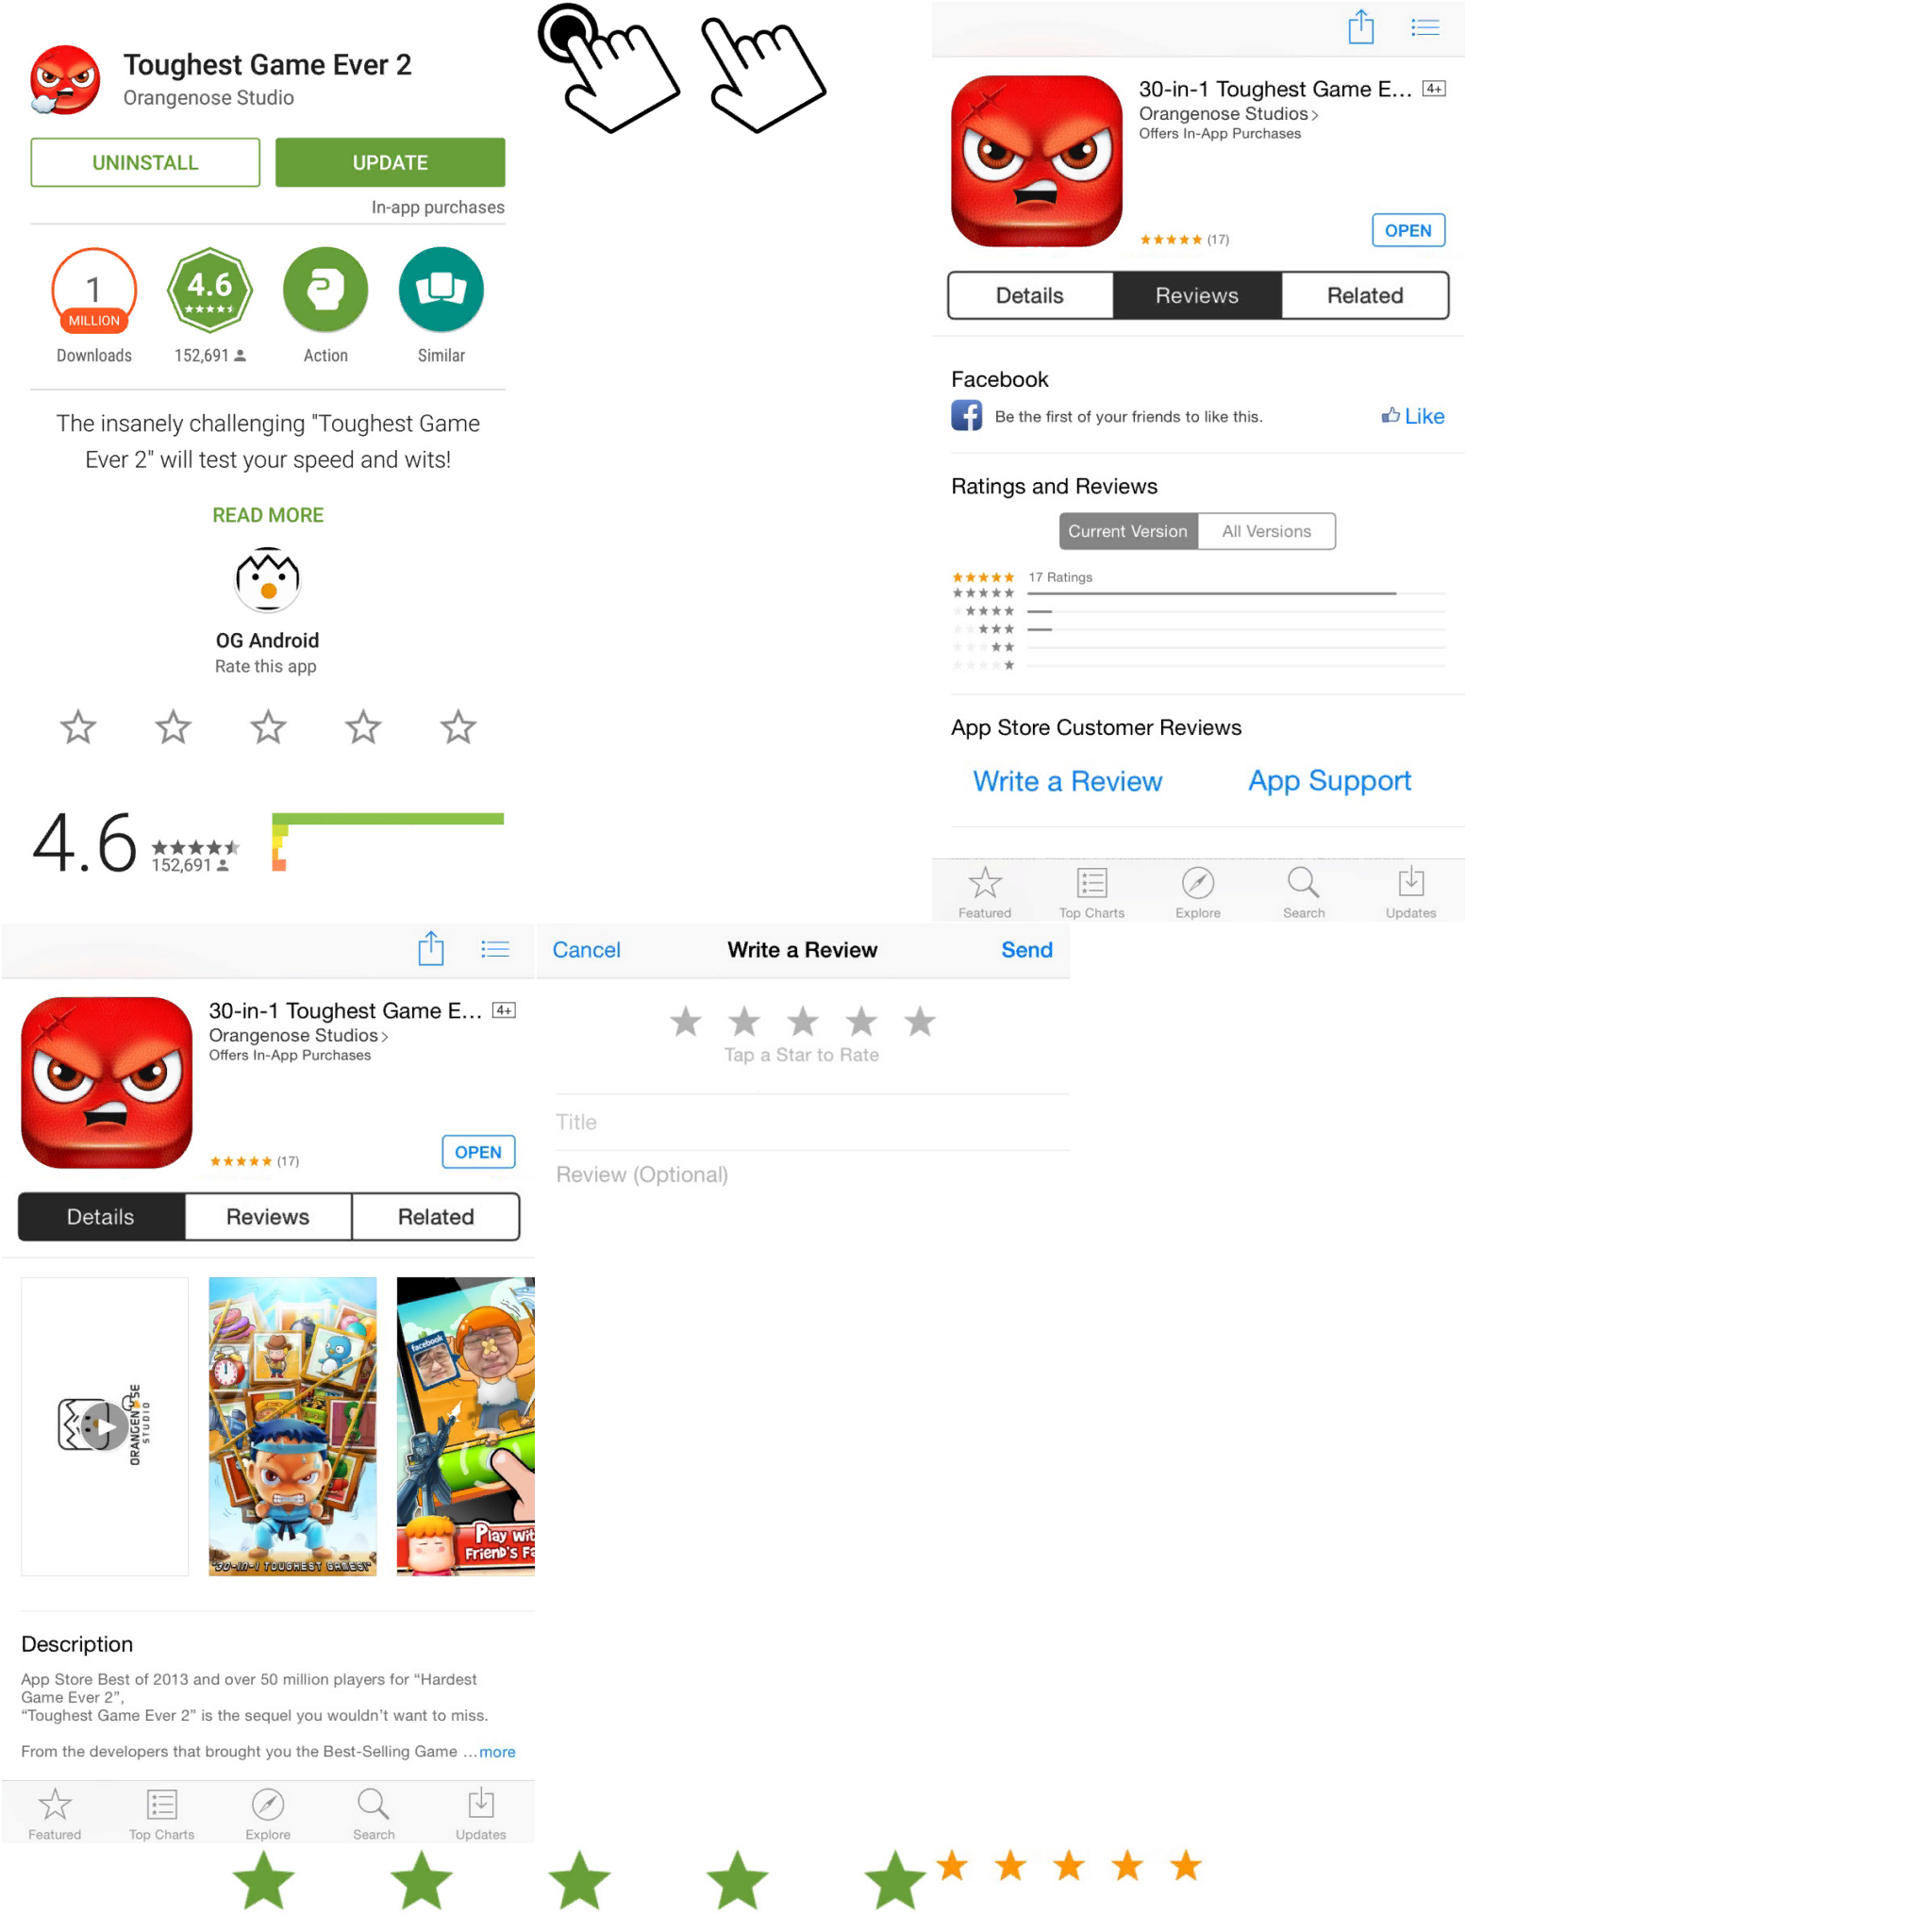 Toughest Game Ever 2
Orangenose Studio
UNINSTALL
UPDATE
In-app purchases
1
MILLION
4.6
Downloads
152,691
Action
Similar
The insanely challenging "Toughest Game
Ever 2" will test your speed and wits!
READ MORE
OG Android
Rate this app
4.6
152,691
30-in-1 Toughest Game E... 4+
Orangenose Studios
Offers In-App Purchases
(17)
OPEN
Details
Reviews
Related
Facebook
Be the first of your friends to like this.
Like
Ratings and Reviews
Current Version
All Versions
17 Ratings
App Store Customer Reviews
Write a Review
App Support
Featured
Top Charts
Explore
Search
Updates
30-in-1 Toughest Game E... 4+
Orangenose Studios
Offers In-App Purchases
(17)
OPEN
Details
Reviews
Related
ORANGENOSE
STUDIO
"30-IN-1 TOUGHEST GAMES!"
facebook
Play Wit
Friend's Fa
Description
App Store Best of 2013 and over 50 million players for “Hardest
Game Ever 2”,
“Toughest Game Ever 2” is the sequel you wouldn’t want to miss.
From the developers that brought you the Best-Selling Game ...more
Featured
Top Charts
Explore
Search
Updates
Cancel
Write a Review
Send
Tap a Star to Rate
Title
Review (Optional)